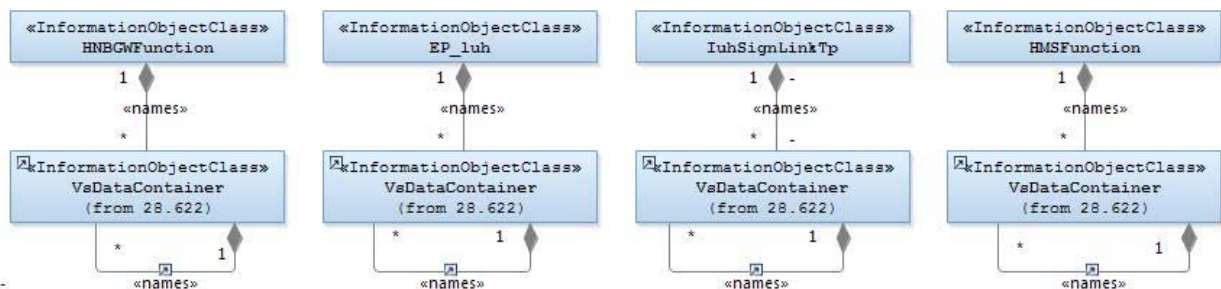 «InformationObjectClass»
HNBGWFunction
1
«names»
*
«InformationObjectClass»
VsDataContainer
(from 28.622)
*
1
«names»
-
«InformationObjectClass»
EP_luh
1
«names»
*
«InformationObjectClass»
VsDataContainer
(from 28.622)
*
1
«names»
«InformationObjectClass»
IuhSignLinkTp
1 -
«names»
* -
«InformationObjectClass»
VsDataContainer
(from 28.622)
*
1
«names»
«InformationObjectClass»
HMSFunction
1
«names»
*
«InformationObjectClass»
VsDataContainer
(from 28.622)
*
1
«names»